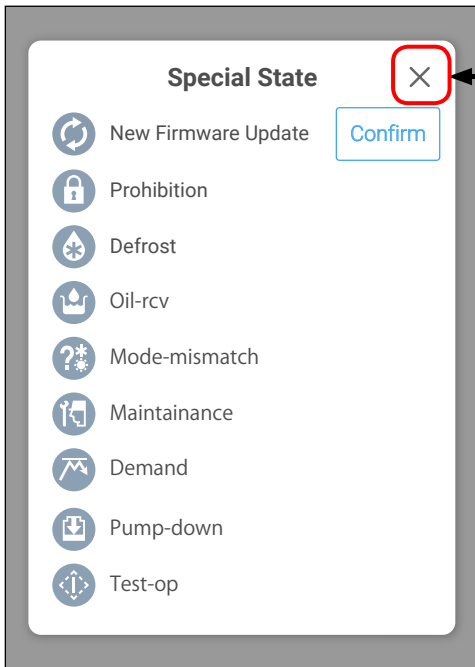 Special State
New Firmware Update Confirm
Prohibition
Defrost
Oil-rcv
Mode-mismatch
Maintainance
Demand
Pump-down
Test-op